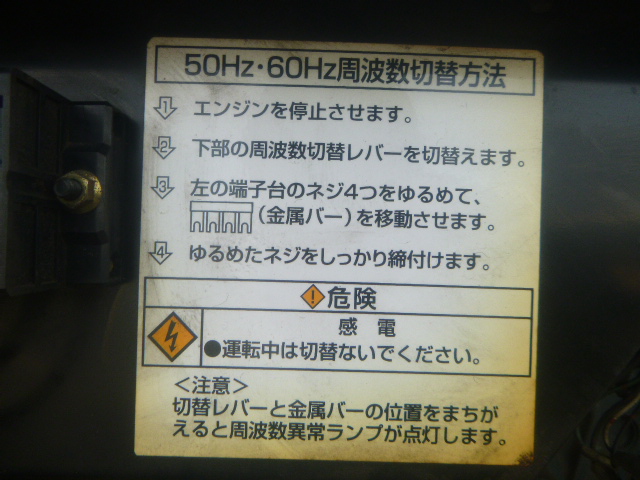 50Hz・60Hz周波数切替方法
1 エンジンを停止させます。
2 下部の周波数切替レバーを切替えます。
3 左の端子台のネジ4つをゆるめて、
(金属バー)を移動させます。
4 ゆるめたネジをしっかり締付けます。
危険
感電
●運転中は切替ないでください。
<注意>
切替レバーと金属バーの位置をまちが
えると周波数異常ランプが点灯します。